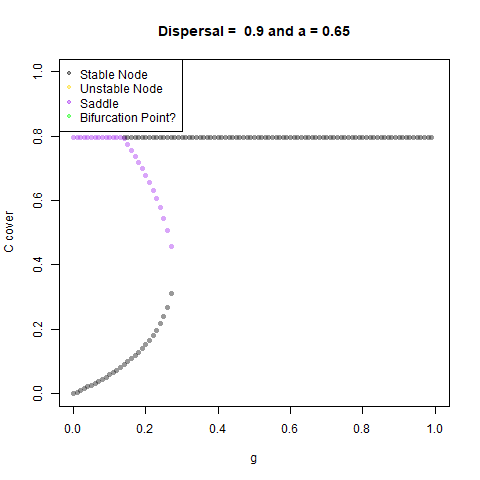 Dispersal =  0.9 and a = 0.65
Stable Node
Unstable Node
Saddle
Bifurcation Point?
C cover
1.0
0.8
0.6
0.4
0.2
0.0
0.0 0.2 0.4 0.6 0.8 1.0
g